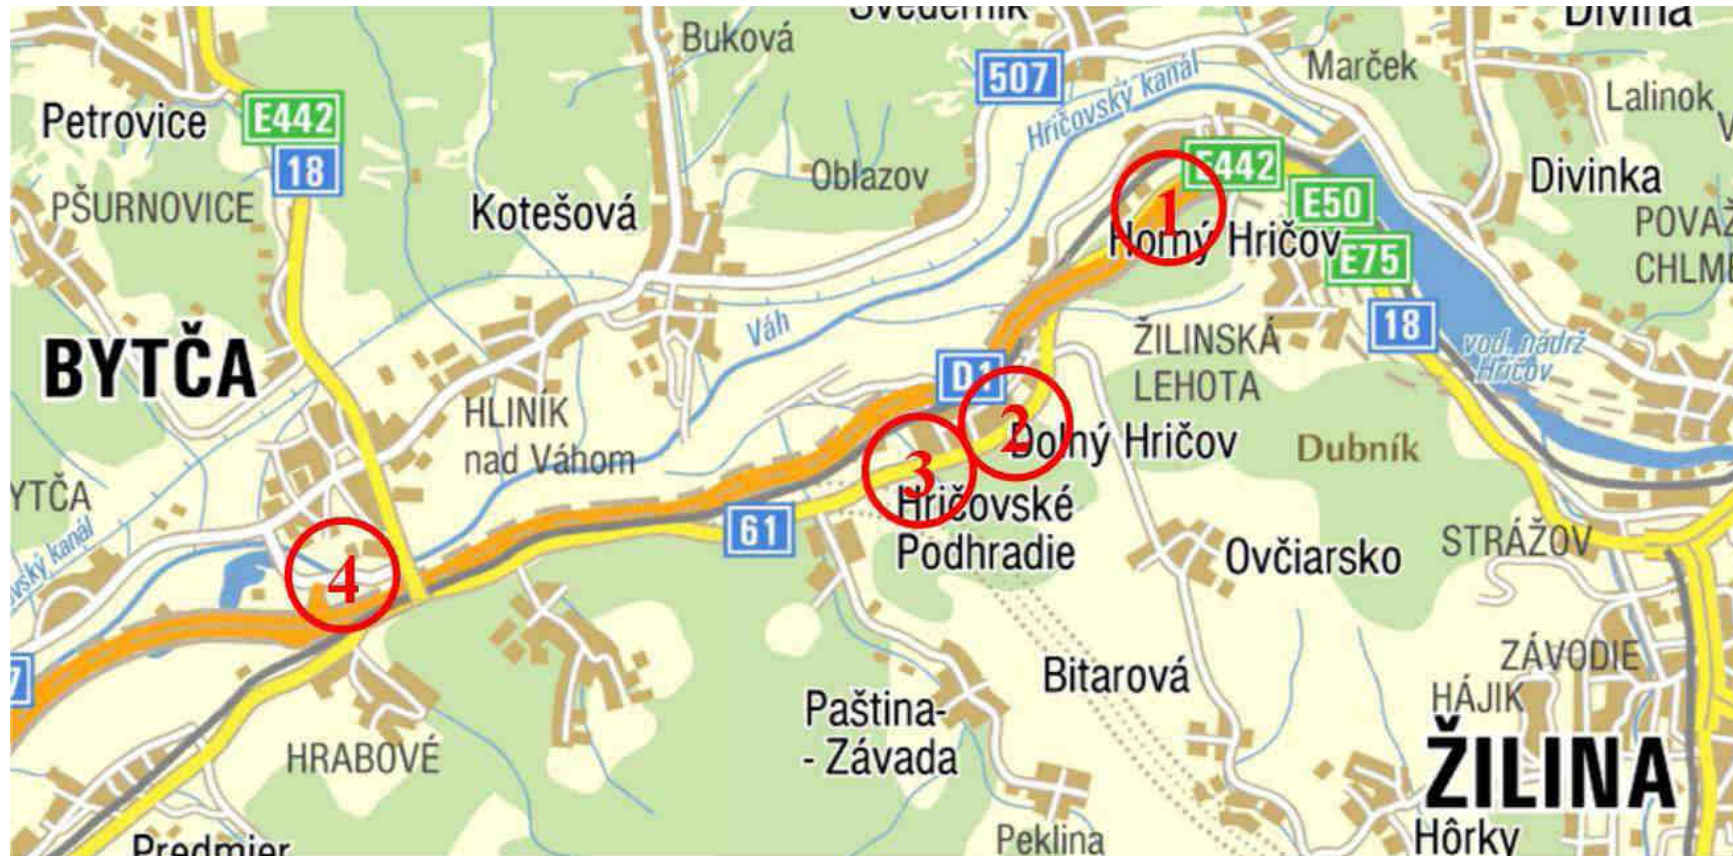 Svederník
Divina
Buková
507
Marček
Hričovský kanál
Lalinok
Petrovice
E442
18
Oblazov
E442
Divinka
PŠURNOVICE
Kotešová
1
E50
Horný Hričov
E75
BYTČA
Váh
ŽILINSKÁ
LEHOTA
18
vod. nádrž
Hričov
D1
HLINÍK
nad Váhom
2
Dolný Hričov
Dubník
3
Hričovské
Podhradie
61
Ovčiarsko
STRÁŽOV
YTČA
ovský kanál
4
7
HRABOVÉ
Paština-
- Závada
Bitarová
ZÁVODIE
HÁJIK
ŽILINA
Predmier
Peklina
Hôrky
POVAŽ
CHLM
V